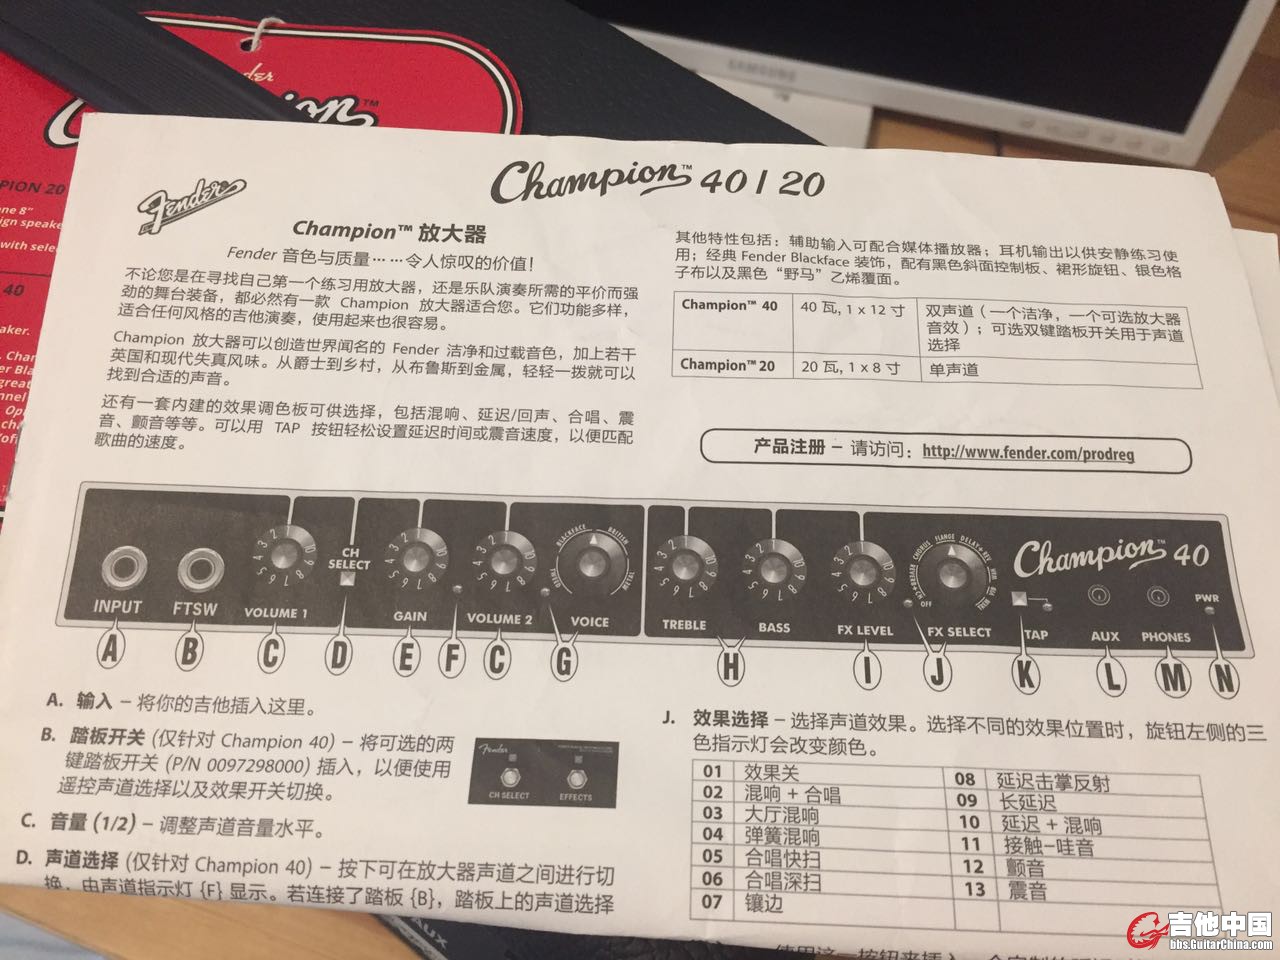 SAMSUNG
Champion™
PION 20
with selec
40
Champion™ 40 / 20
Fender
Champion™ 放大器
Fender 音色与质量……令人惊叹的价值！
不论您是在寻找自己第一个练习用放大器，还是乐队演奏所需的平价而强
劲的舞台装备，都必然有一款 Champion 放大器适合您。它们功能多样，
适合任何风格的吉他演奏，使用起来也很容易。
Champion 放大器可以创造世界闻名的 Fender 洁净和过载音色，加上若干
英国和现代失真风味。从爵士到乡村，从布鲁斯到金属，轻轻一拨就可以
找到合适的声音。
还有一套内建的效果调色板可供选择，包括混响、延迟/回声、合唱、震
音、颤音等等。可以用 TAP 按钮轻松设置延迟时间或震音速度，以便匹配
歌曲的速度。
其他特性包括：辅助输入可配合媒体播放器；耳机输出以供安静练习使
用；经典 Fender Blackface 装饰，配有黑色斜面控制板、裙形旋钮、银色格
子布以及黑色“野马”乙烯覆面。
Champion™ 40 40 瓦, 1 x 12 寸 双声道（一个洁净，一个可选放大器
音效）；可选双键踏板开关用于声道
选择
Champion™ 20 20 瓦, 1 x 8 寸 单声道
产品注册 – 请访问：http://www.fender.com/prodreg
INPUT FTSW VOLUME 1 CH SELECT GAIN VOLUME 2 VOICE TREBLE BASS FX LEVEL FX SELECT TAP AUX PHONES PWR
TWEED BLACKFACE BRITISH METAL
CHORUS FLANGE DELAY+REV
OFF
Champion™ 40
A B C D E F C G H I J K L M N
A. 输入 – 将你的吉他插入这里。
B. 踏板开关 (仅针对 Champion 40) – 将可选的两
键踏板开关 (P/N 0097298000) 插入，以便使用
遥控声道选择以及效果开关切换。
Fender
CH SELECT EFFECTS
C. 音量 (1/2) – 调整声道音量水平。
D. 声道选择 (仅针对 Champion 40) – 按下可在放大器声道之间进行切
换，由声道指示灯 {F} 显示。若连接了踏板 {B}，踏板上的声道选择
J. 效果选择 – 选择声道效果。选择不同的效果位置时，旋钮左侧的三
色指示灯会改变颜色。
01 效果关
02 混响 + 合唱
03 大厅混响
04 弹簧混响
05 合唱快扫
06 合唱深扫
07 镶边
08 延迟击掌反射
09 长延迟
10 延迟 + 混响
11 接触–哇音
12 颤音
13 震音
AUX
吉他中国
bbs.GuitarChina.com